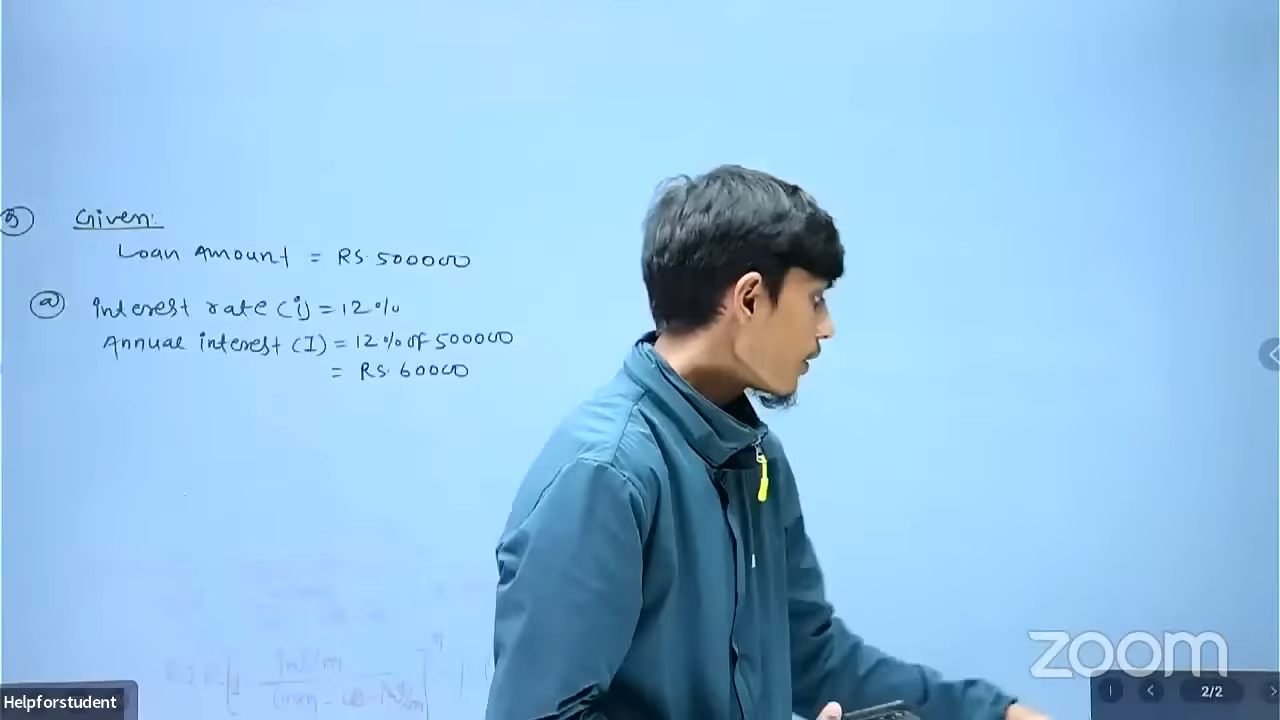 5 Given:
Loan Amount = RS. 500000
a Interest rate (i) = 12%
Annual interest (I) = 12% of 500000
= RS. 60000
zoom
Helpforstudent
2/2